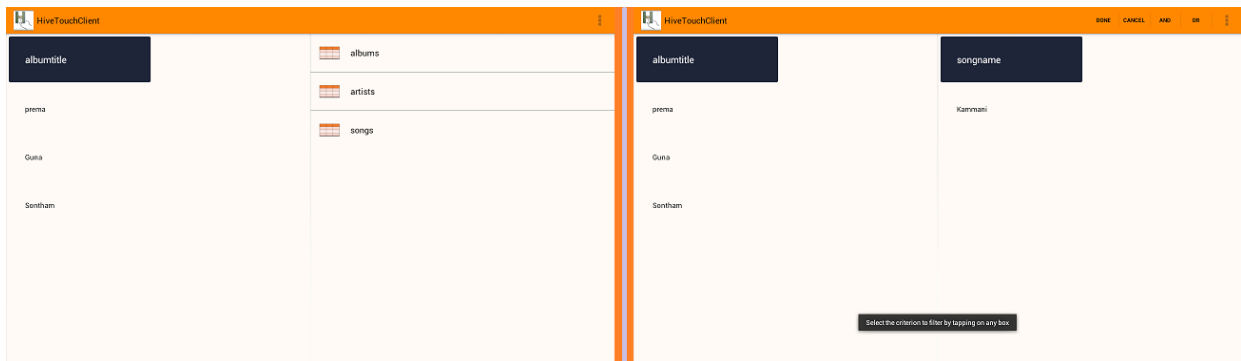 HiveTouchClient
albumtitle
prema
Guna
Sontham
albums
artists
songs
HiveTouchClient
DONE CANCEL AND OR
albumtitle
prema
Guna
Sontham
songname
Kammani
Select the criterion to filter by tapping on any box